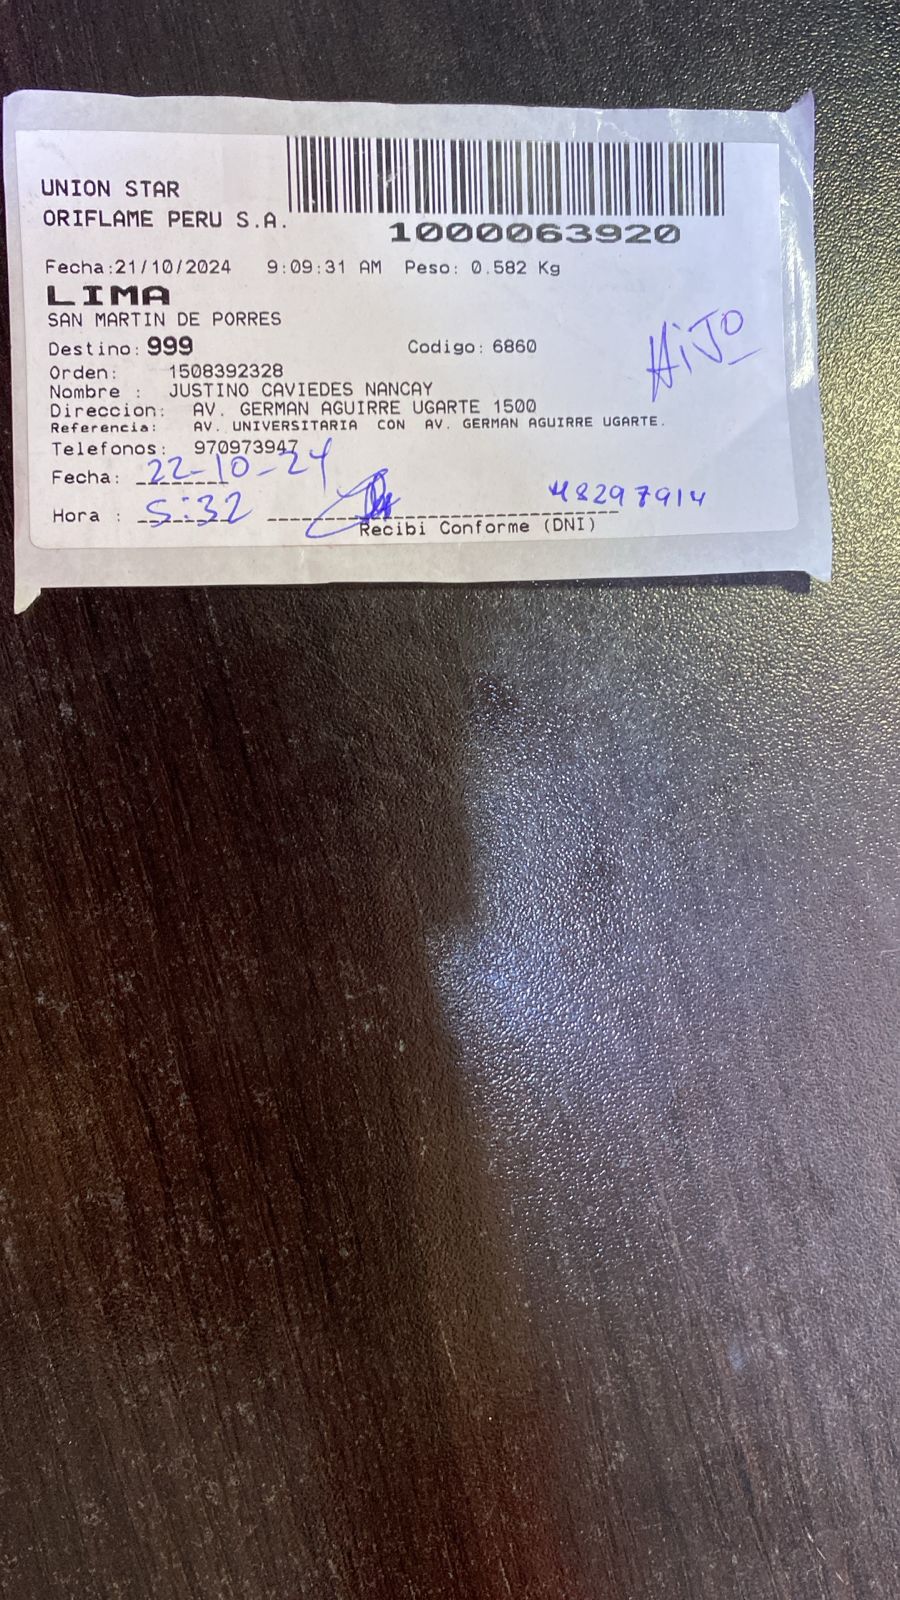 UNION STAR
ORIFLAME PERU S.A.
1000063920
Fecha:21/10/2024 9:09:31 AM Peso: 0.582 Kg
LIMA
SAN MARTIN DE PORRES
Destino: 999 Codigo: 6860
HiJo
Orden: 1508392328
Nombre : JUSTINO CAVIEDES NANCAY
Direccion: AV. GERMAN AGUIRRE UGARTE 1500
Referencia: AV. UNIVERSITARIA CON AV. GERMAN AGUIRRE UGARTE.
Telefonos: 970973947
Fecha: 22-10-24
Hora : 5:32 48297914
Recibi Conforme (DNI)